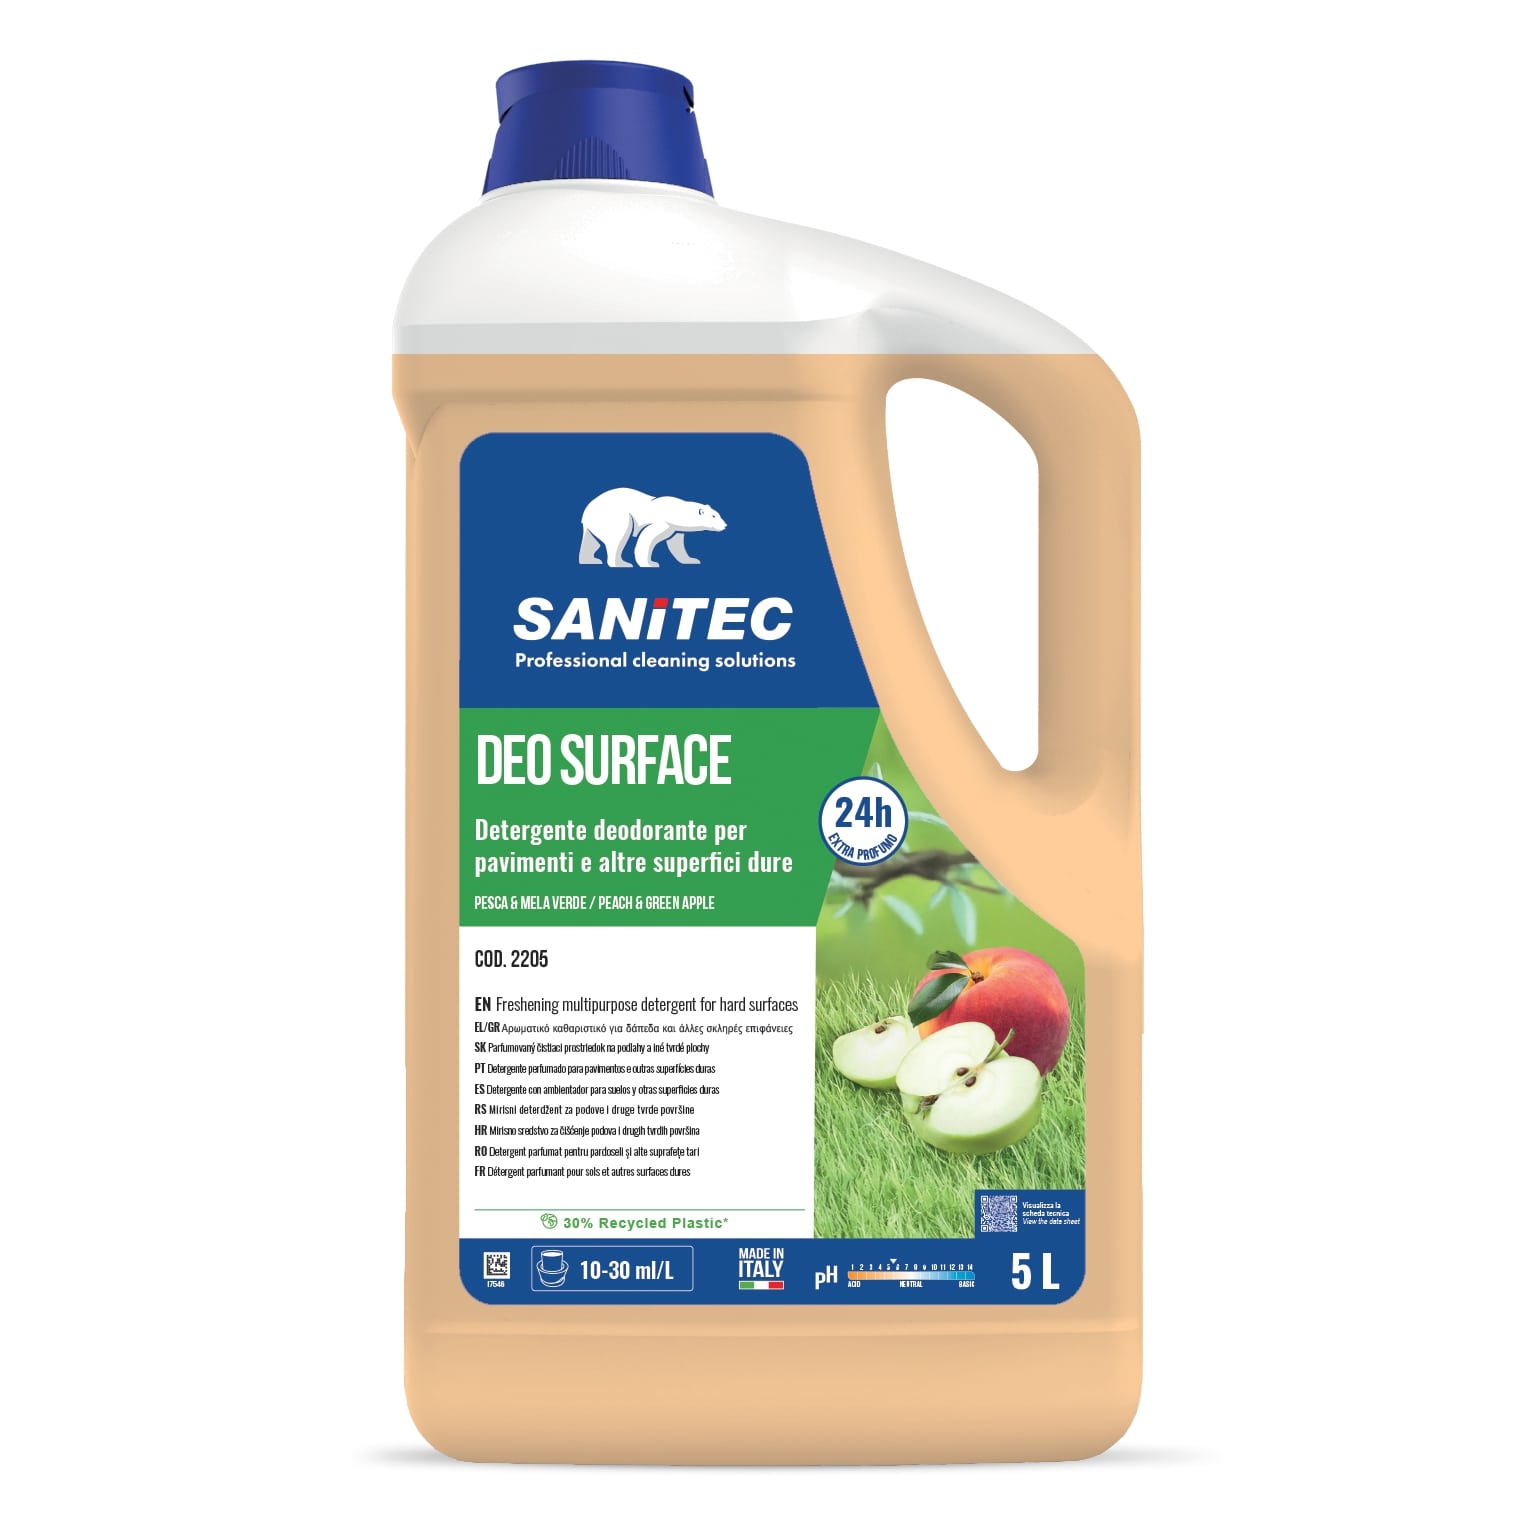 SANiTEC
Professional cleaning solutions
DEO SURFACE
Detergente deodorante per
pavimenti e altre superfici dure
PESCA & MELA VERDE / PEACH & GREEN APPLE
24h
EXTRA PROFUMO
COD. 2205
EN Freshening multipurpose detergent for hard surfaces
EL/GR Αρωματικό καθαριστικό για δάπεδα και άλλες σκληρές επιφάνειες
SK Parfumovaný čistiaci prostriedok na podlahy a iné tvrdé plochy
PT Detergente perfumado para pavimentos e outras superfícies duras
ES Detergente con ambientador para suelos y otras superficies duras
RS Mirisni deterdžent za podove i druge tvrde površine
HR Mirisno sredstvo za čišćenje podova i drugih tvrdih površina
RO Detergent parfumat pentru pardoseli și alte suprafețe tari
FR Détergent parfumant pour sols et autres surfaces dures
30% Recycled Plastic*
Visualizza la
scheda tecnica
View the data sheet
17546
10-30 ml/L
MADE IN
ITALY
pH
1 2 3 4 5 6 7 8 9 10 11 12 13 14
ACID NEUTRAL BASIC
5 L